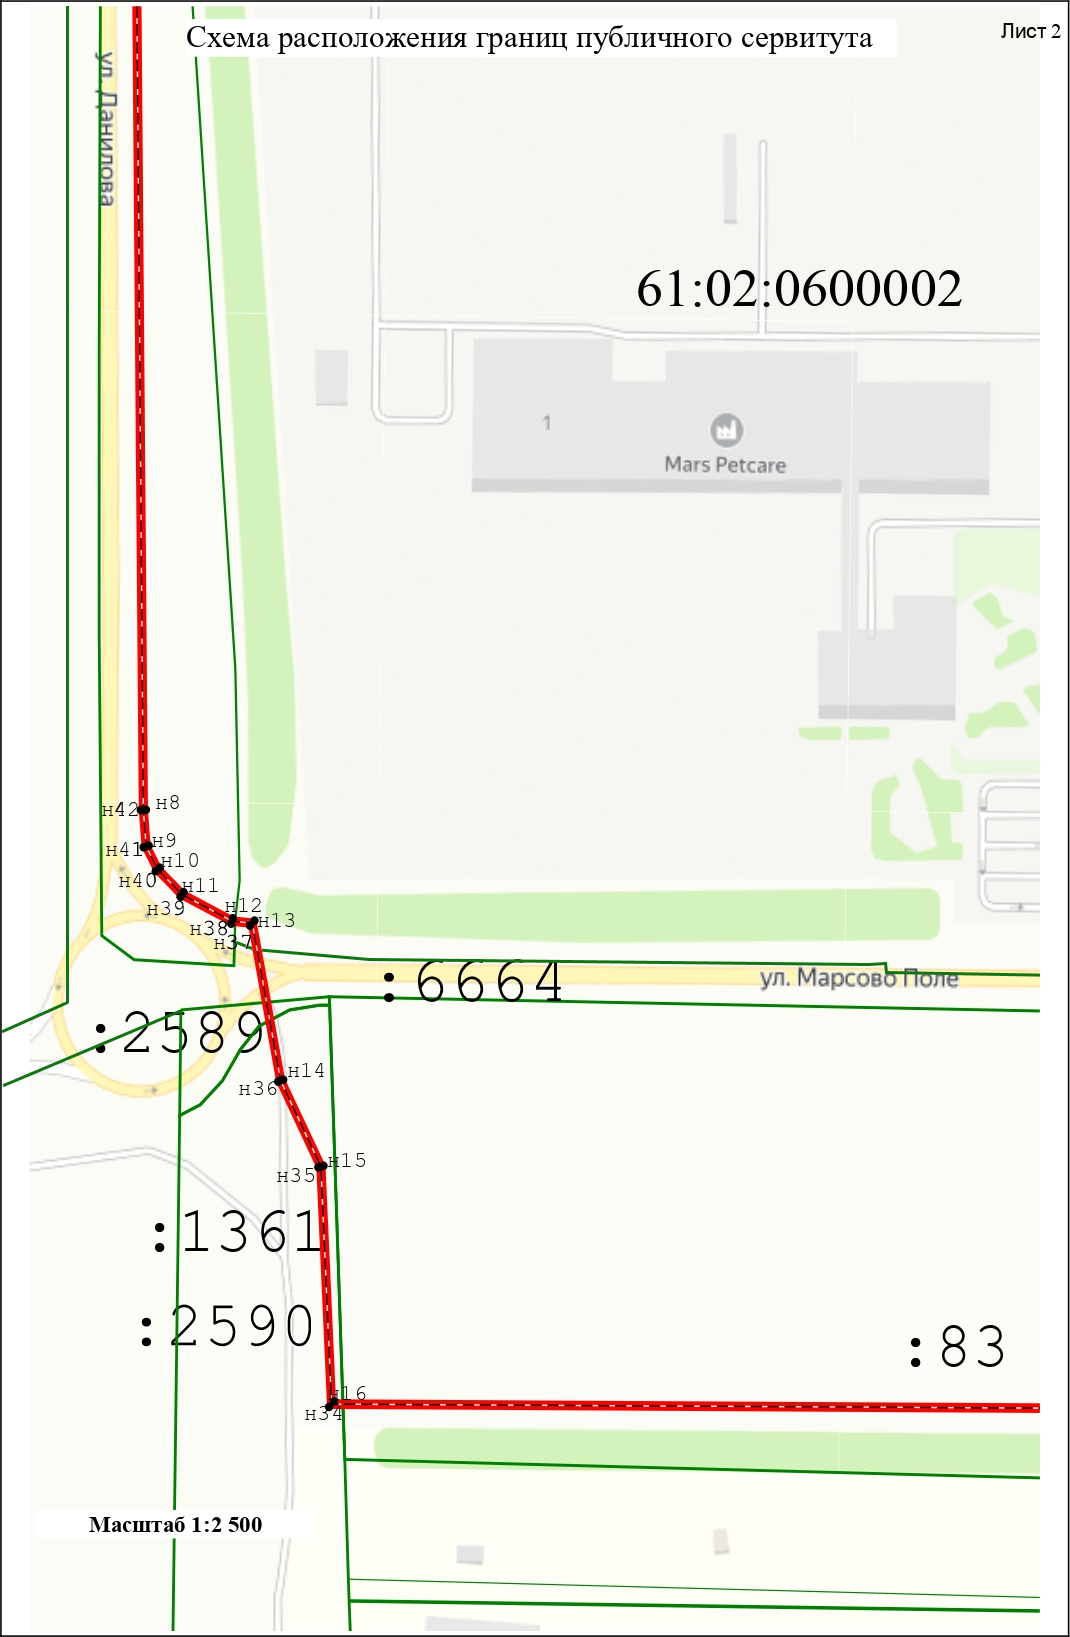 Лист 2
Схема расположения границ публичного сервитута
ул. Данилова
61:02:0600002
1
Mars Petcare
н42
н8
н9
н41
н10
н40
н11
н39
н12
н13
н38
н37
:6664
ул. Марсово Поле
:2589
н14
н36
н15
н35
:1361
:2590
:83
н16
н34
Масштаб 1:2 500